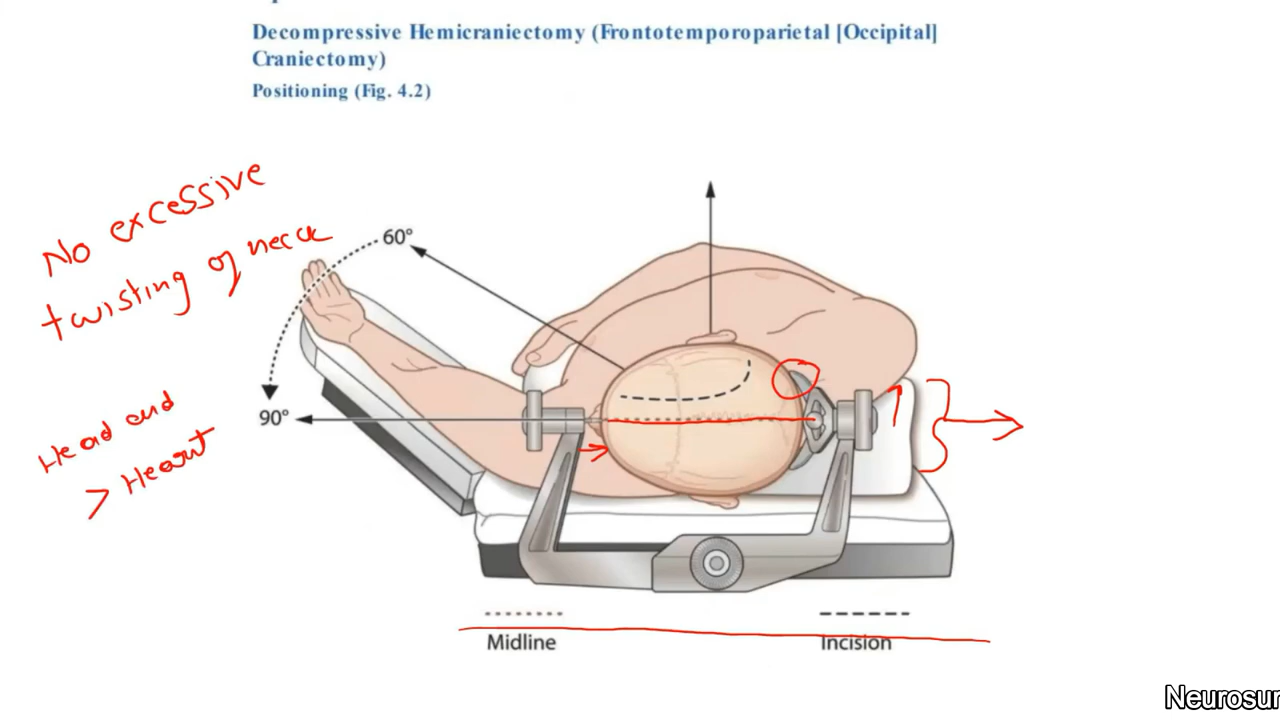 Decompressive Hemicraniectomy (Frontotemporoparietal [Occipital]
Craniectomy)
Positioning (Fig. 4.2)
No excessive
twisting of neck
60°
90°
Head end
> Heart
Midline
Incision
Neurosur